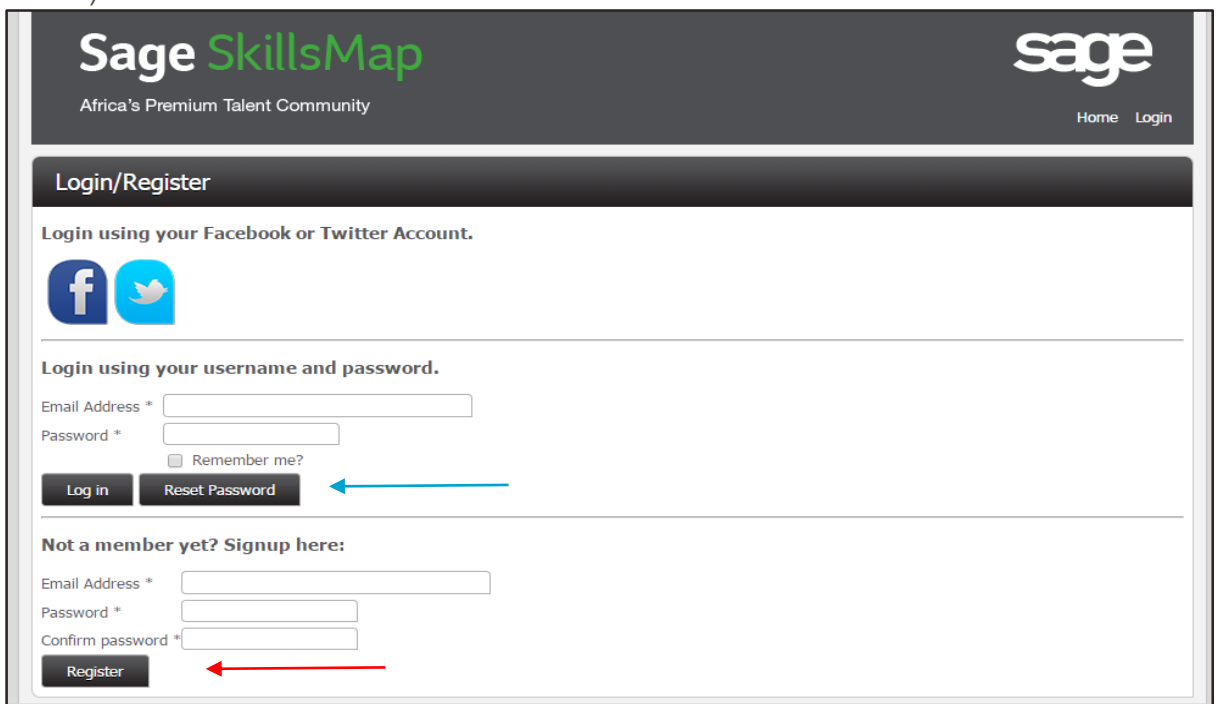 Sage SkillsMap
sage
Africa's Premium Talent Community
Home Login
Login/Register
Login using your Facebook or Twitter Account.
f
Login using your username and password.
Email Address *
Password *
Remember me?
Log in Reset Password
Not a member yet? Signup here:
Email Address *
Password *
Confirm password *
Register